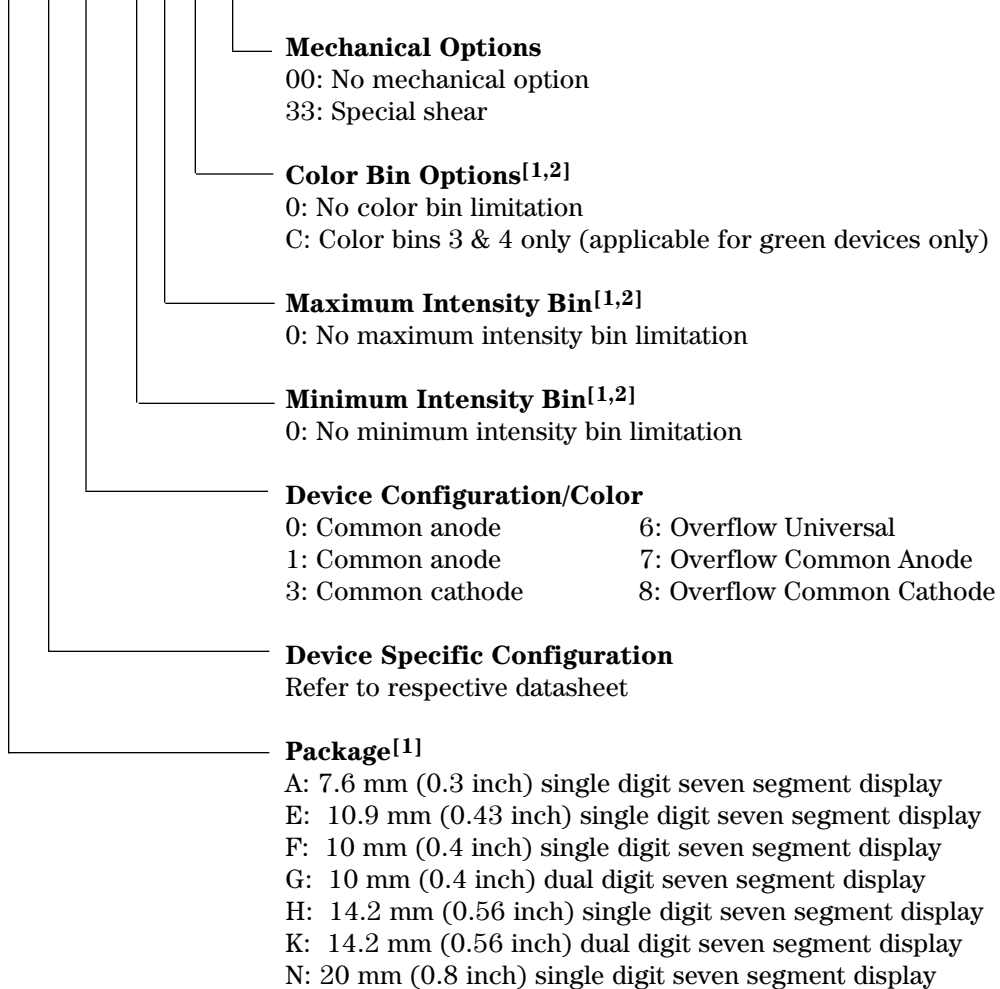 Mechanical Options
00: No mechanical option
33: Special shear
Color Bin Options[1,2]
0: No color bin limitation
C: Color bins 3 & 4 only (applicable for green devices only)
Maximum Intensity Bin[1,2]
0: No maximum intensity bin limitation
Minimum Intensity Bin[1,2]
0: No minimum intensity bin limitation
Device Configuration/Color
0: Common anode 6: Overflow Universal
1: Common anode 7: Overflow Common Anode
3: Common cathode 8: Overflow Common Cathode
Device Specific Configuration
Refer to respective datasheet
Package[1]
A: 7.6 mm (0.3 inch) single digit seven segment display
E: 10.9 mm (0.43 inch) single digit seven segment display
F: 10 mm (0.4 inch) single digit seven segment display
G: 10 mm (0.4 inch) dual digit seven segment display
H: 14.2 mm (0.56 inch) single digit seven segment display
K: 14.2 mm (0.56 inch) dual digit seven segment display
N: 20 mm (0.8 inch) single digit seven segment display